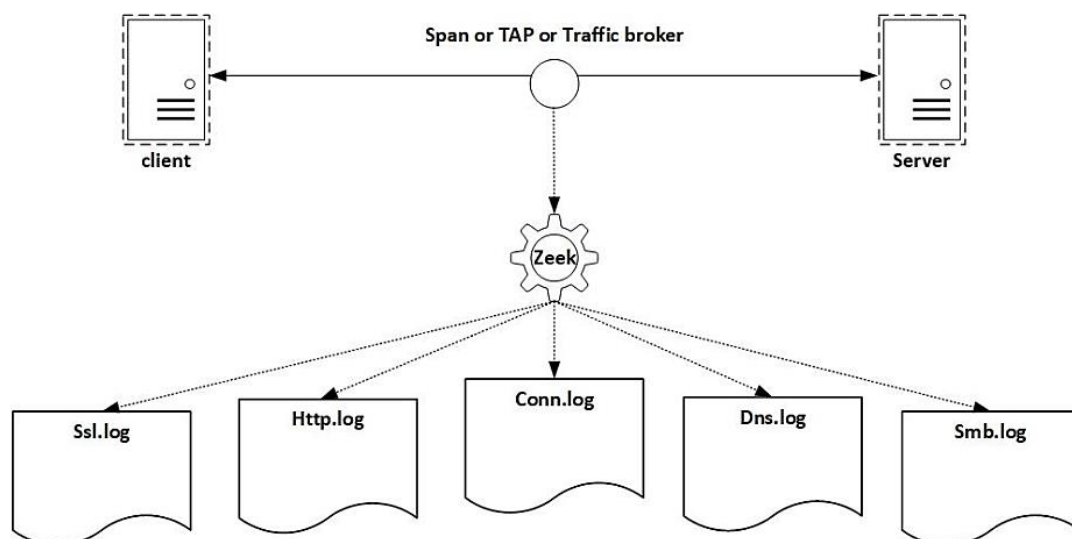 Span or TAP or Traffic broker
client
Server
Zeek
Ssl.log
Http.log
Conn.log
Dns.log
Smb.log